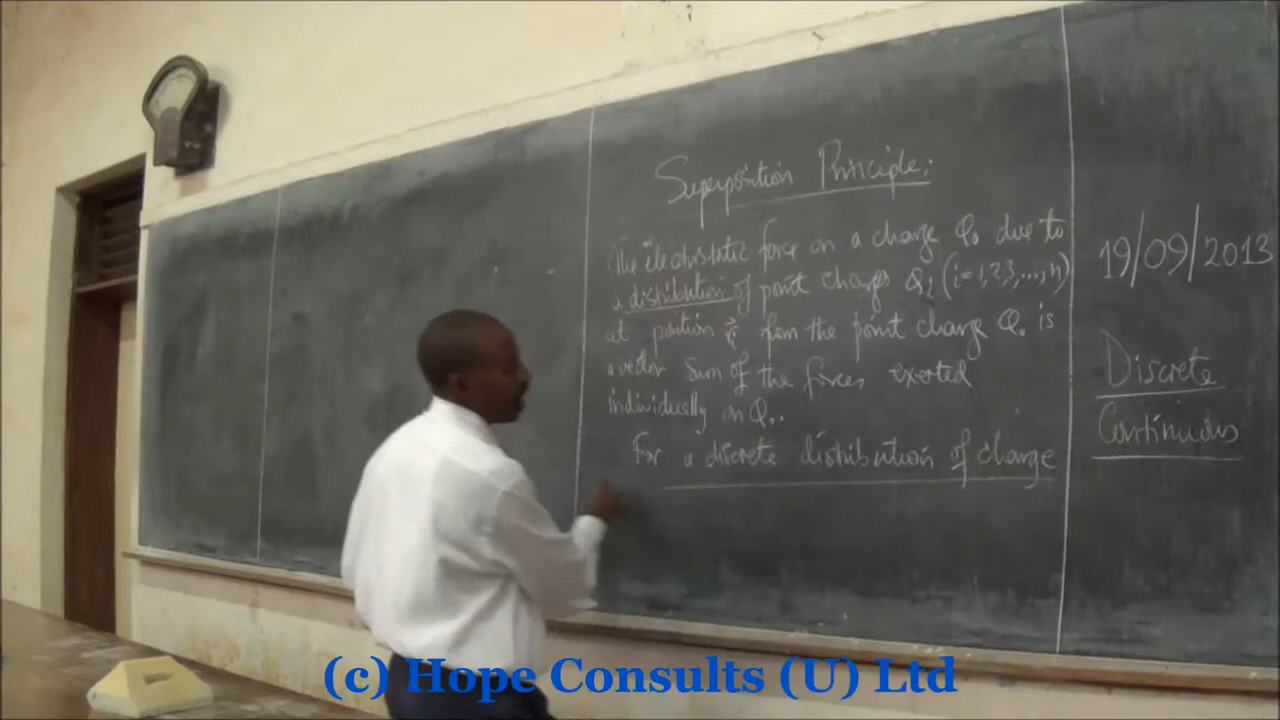 Superposition Principle:
The electrostatic force on a charge Q₀ due to
a distribution of point charges Qi (i=1,2,3,...,n)
at position r⃗i from the point charge Q₀ is
a vector sum of the forces exerted
individually on Q₀.
For a discrete distribution of charge
19/09/2013
Discrete
Continuous
(c) Hope Consults (U) Ltd